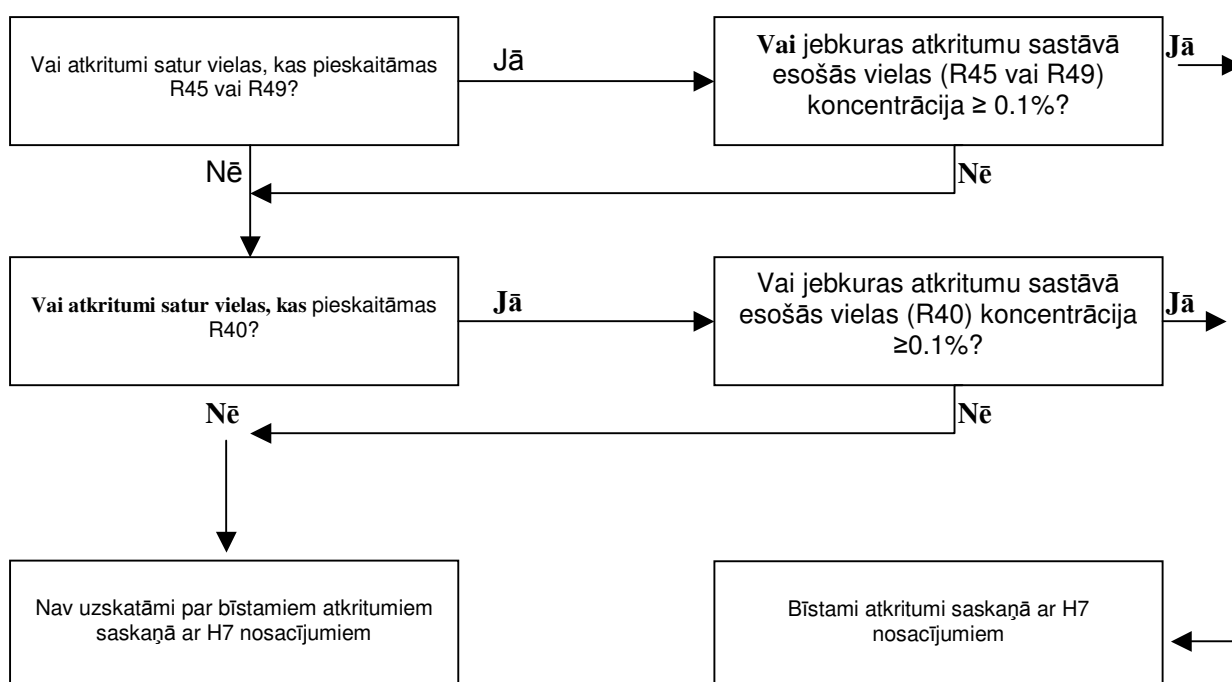 Vai atkritumi satur vielas, kas pieskaitāmas
R45 vai R49?
Jā
Vai jebkuras atkritumu sastāvā
esošās vielas (R45 vai R49)
koncentrācija ≥ 0.1%?
Jā
Nē
Nē
Vai atkritumi satur vielas, kas pieskaitāmas
R40?
Jā
Vai jebkuras atkritumu sastāvā
esošās vielas (R40) koncentrācija
≥0.1%?
Jā
Nē
Nē
Nav uzskatāmi par bīstamiem atkritumiem
saskaņā ar H7 nosacījumiem
Bīstami atkritumi saskaņā ar H7
nosacījumiem